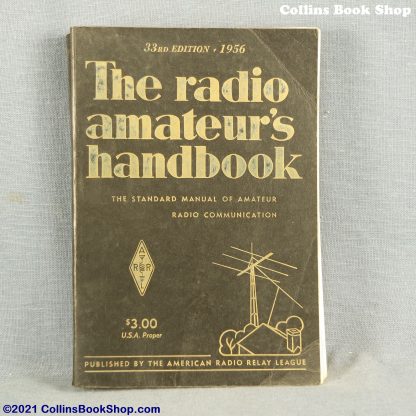 Collins Book Shop
33RD EDITION • 1956
The radio
amateur's
handbook
THE STANDARD MANUAL OF AMATEUR
RADIO COMMUNICATION
A
R R
L
$3.00
U.S.A. Proper
PUBLISHED BY THE AMERICAN RADIO RELAY LEAGUE
©2021 CollinsBookShop.com